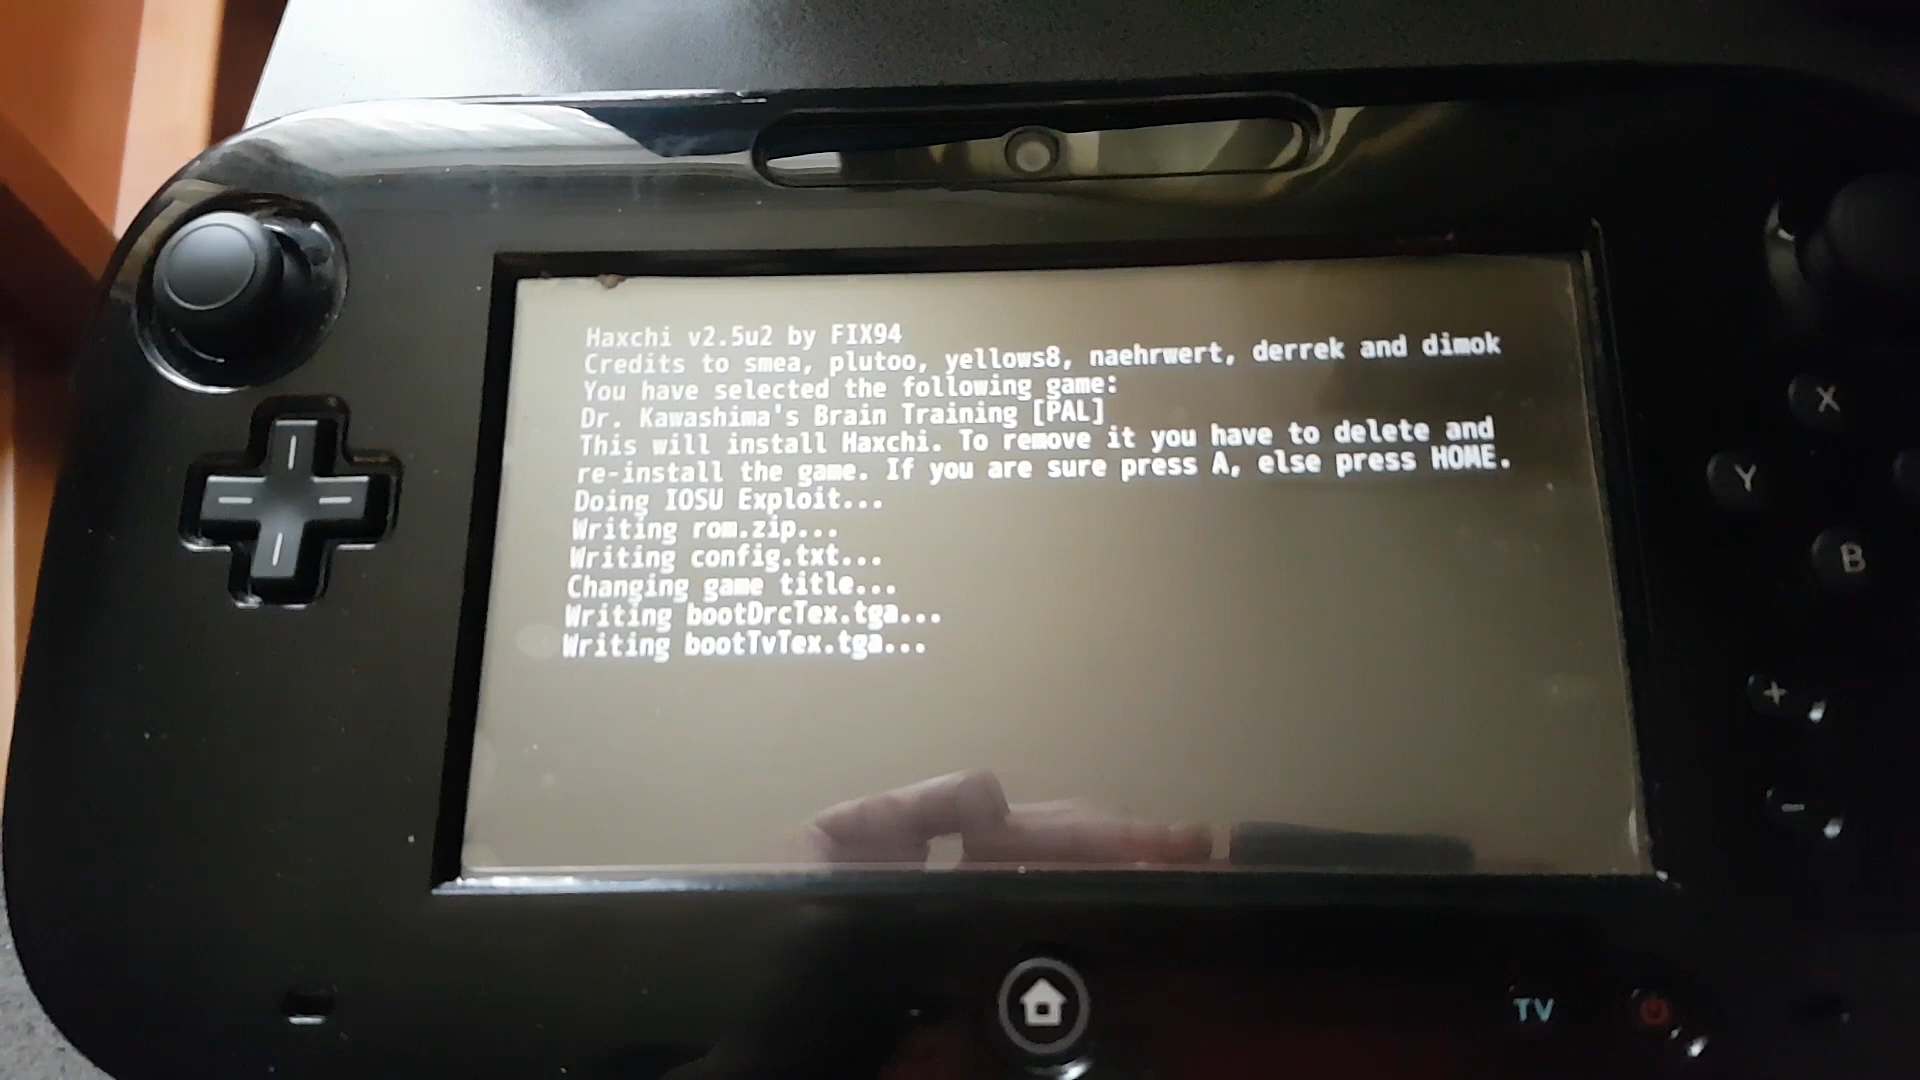 Haxchi v2.5u2 by FIX94
Credits to smea, plutoo, yellows8, naehrwert, derrek and dimok
You have selected the following game:
Dr. Kawashima's Brain Training [PAL]
This will install Haxchi. To remove it you have to delete and
re-install the game. If you are sure press A, else press HOME.
Doing IOSU Exploit...
Writing rom.zip...
Writing config.txt...
Changing game title...
Writing bootDrcTex.tga...
Writing bootTvTex.tga...
X
Y
B
+
-
TV